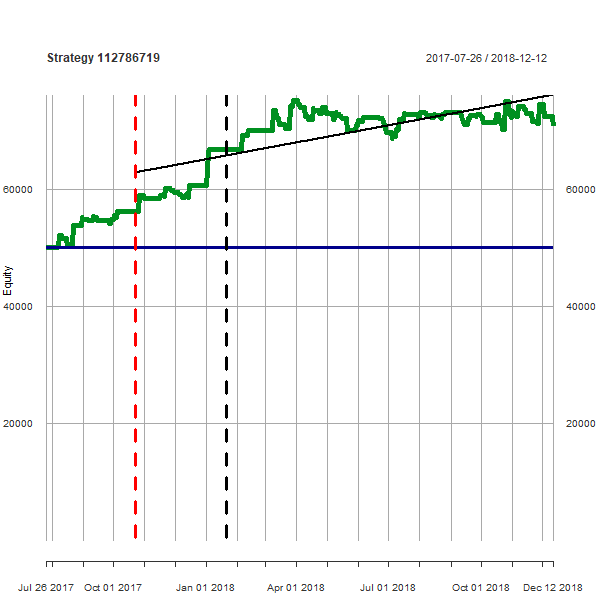 Strategy 112786719
2017-07-26 / 2018-12-12
60000
60000
Equity
40000
40000
20000
20000
Jul 26 2017
Oct 01 2017
Jan 01 2018
Apr 01 2018
Jul 01 2018
Oct 01 2018
Dec 12 2018